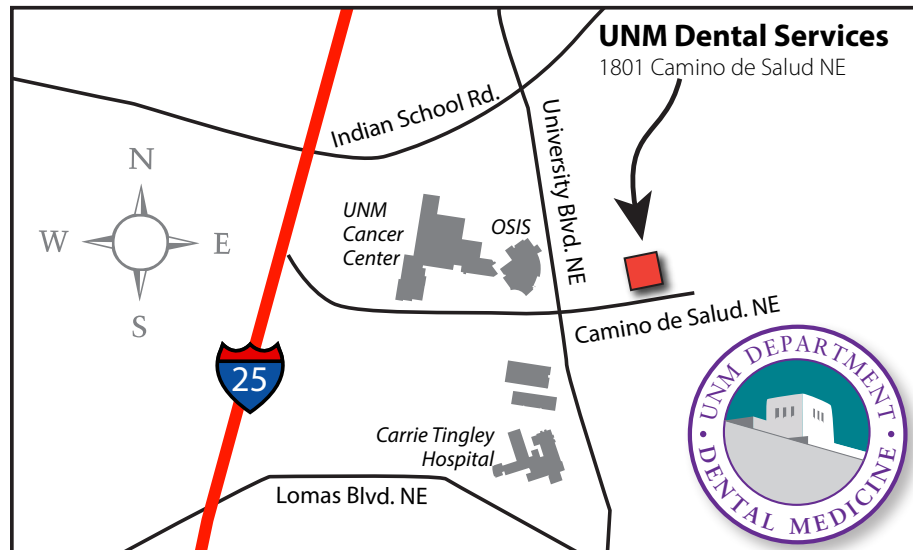 UNM Dental Services
1801 Camino de Salud NE
Indian School Rd.
University Blvd. NE
N
W
E
S
UNM
Cancer
Center
OSIS
Camino de Salud. NE
25
Carrie Tingley
Hospital
Lomas Blvd. NE
• UNM DEPARTMENT •
DENTAL MEDICINE